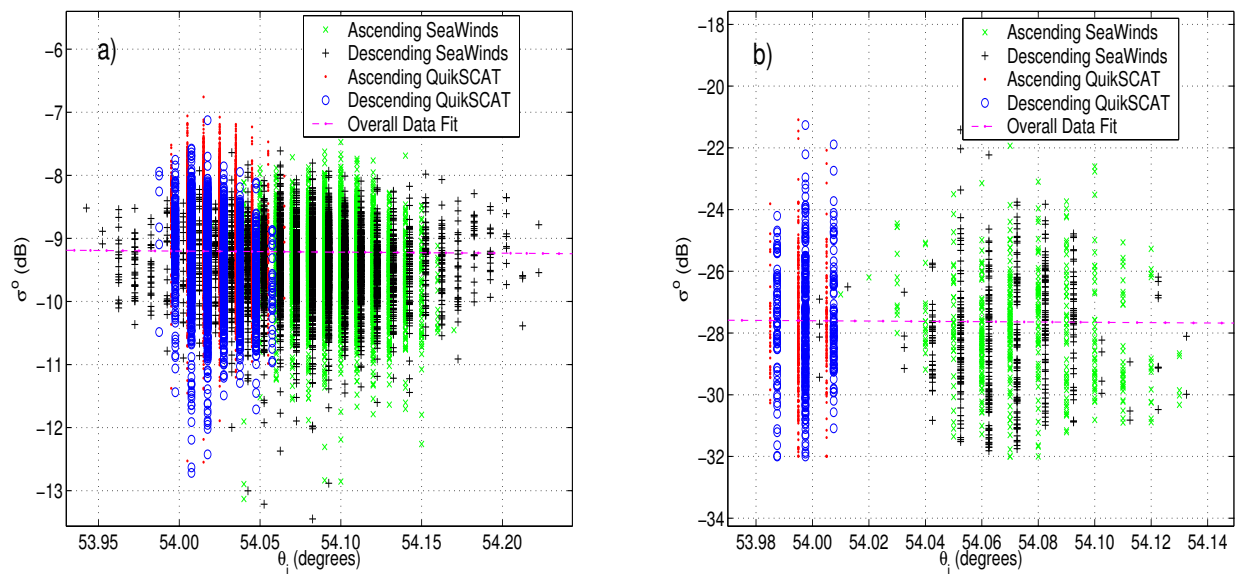 a)
Ascending SeaWinds
Descending SeaWinds
Ascending QuikSCAT
Descending QuikSCAT
Overall Data Fit
−6
−7
−8
−9
−10
−11
−12
−13
σ° (dB)
53.95 54.00 54.05 54.10 54.15 54.20
θi (degrees)
b)
Ascending SeaWinds
Descending SeaWinds
Ascending QuikSCAT
Descending QuikSCAT
Overall Data Fit
−18
−20
−22
−24
−26
−28
−30
−32
−34
σ° (dB)
53.98 54.00 54.02 54.04 54.06 54.08 54.10 54.12 54.14
θi (degrees)